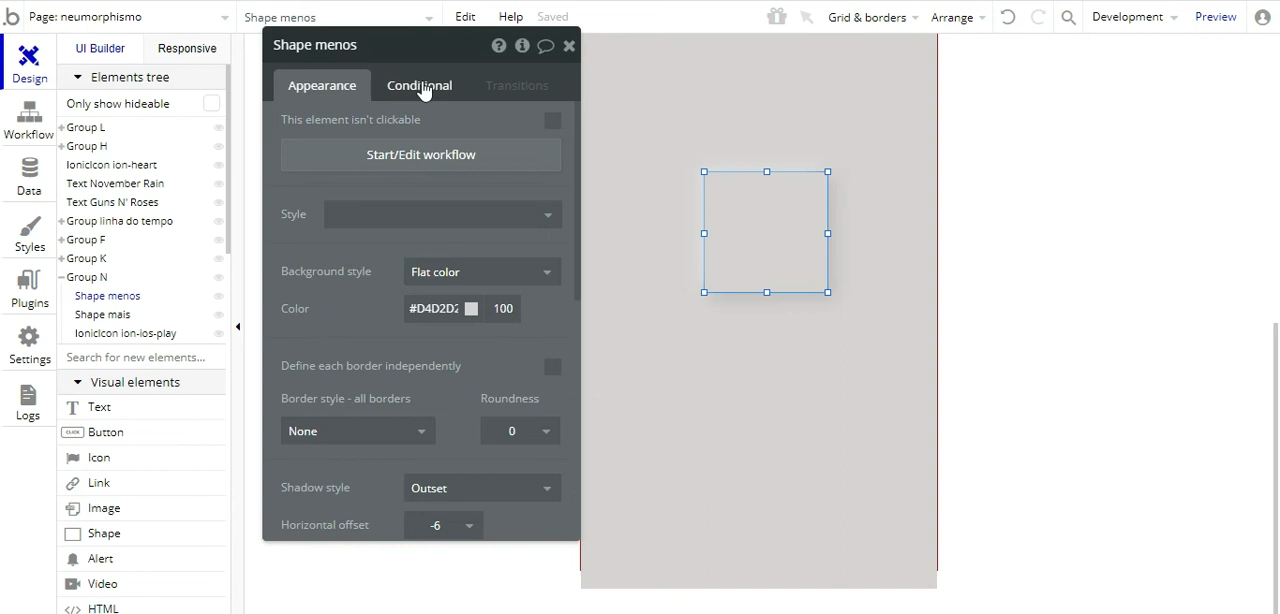 b Page: neumorphismo Shape menos Edit Help Saved Grid & borders Arrange Development Preview
Design
Workflow
Data
Styles
Plugins
Settings
Logs
UI Builder Responsive
Elements tree
Only show hideable
Group L
Group H
IonicIcon ion-heart
Text November Rain
Text Guns N' Roses
Group linha do tempo
Group F
Group K
Group N
Shape menos
Shape mais
IonicIcon ion-ios-play
Search for new elements...
Visual elements
Text
CLICK Button
Icon
Link
Image
Shape
Alert
Video
</> HTML
Shape menos
Appearance Conditional Transitions
This element isn't clickable
Start/Edit workflow
Style
Background style Flat color
Color #D4D2D2 100
Define each border independently
Border style - all borders Roundness
None 0
Shadow style Outset
Horizontal offset -6